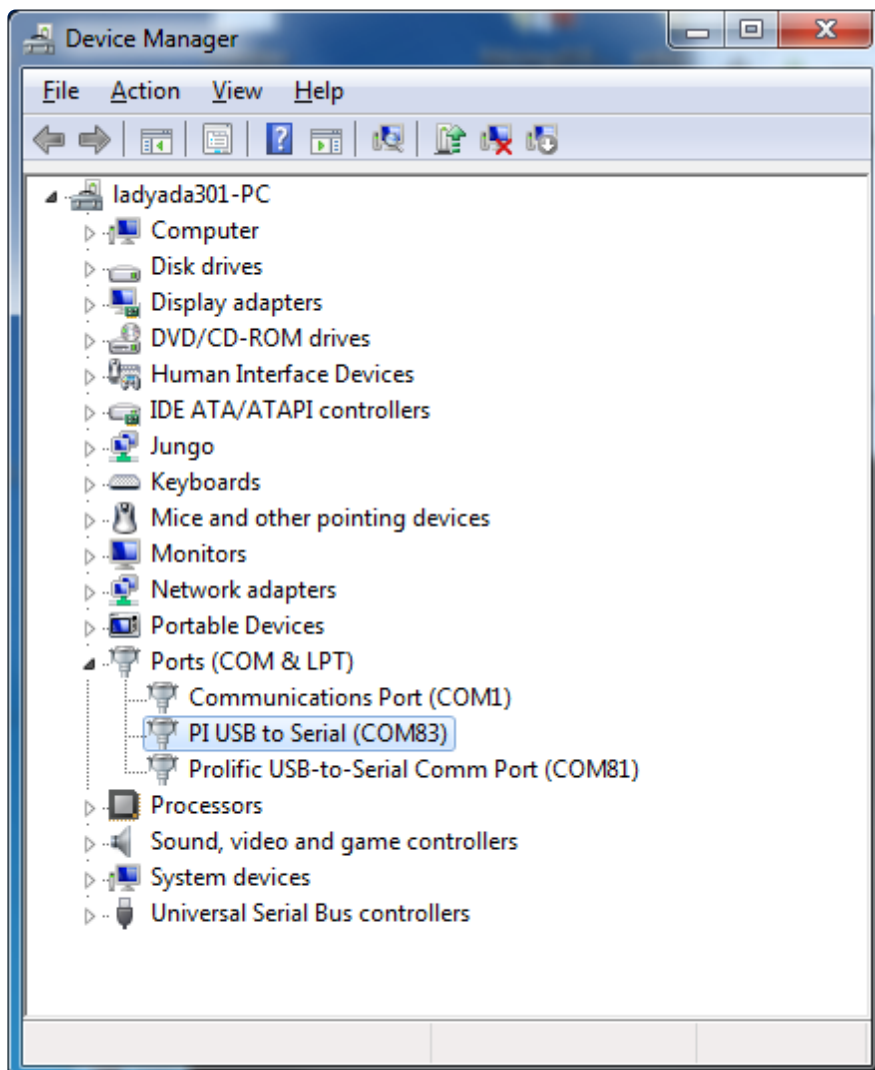 Device Manager
File Action View Help
ladyada301-PC
Computer
Disk drives
Display adapters
DVD/CD-ROM drives
Human Interface Devices
IDE ATA/ATAPI controllers
Jungo
Keyboards
Mice and other pointing devices
Monitors
Network adapters
Portable Devices
Ports (COM & LPT)
Communications Port (COM1)
PI USB to Serial (COM83)
Prolific USB-to-Serial Comm Port (COM81)
Processors
Sound, video and game controllers
System devices
Universal Serial Bus controllers